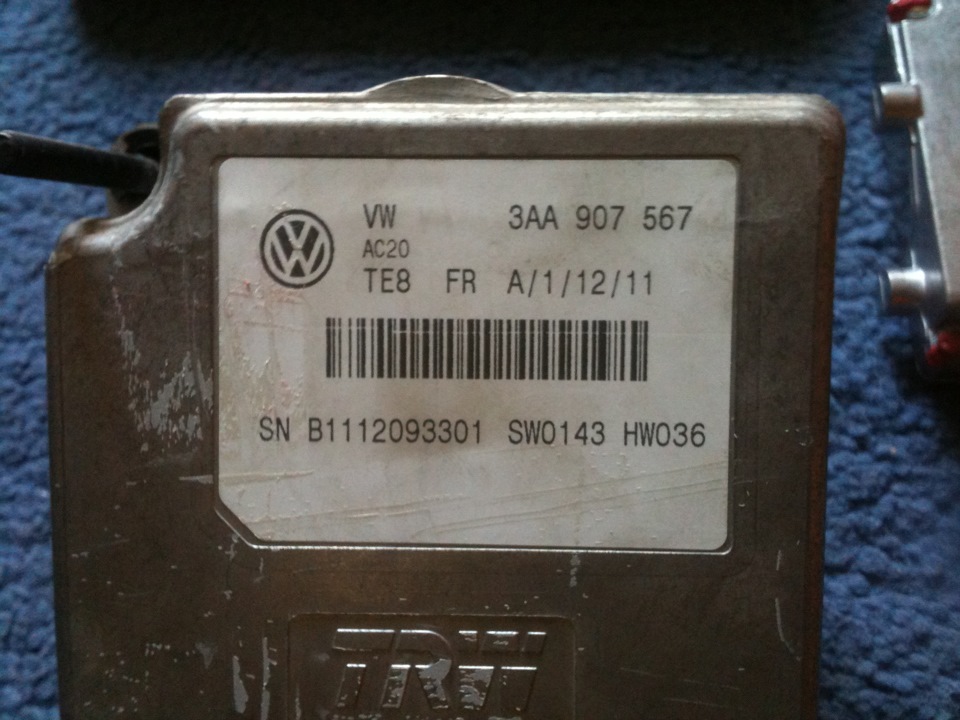 VW 3AA 907 567
AC20
TE8 FR A/1/12/11
SN B1112093301 SW0143 HW036
TRW